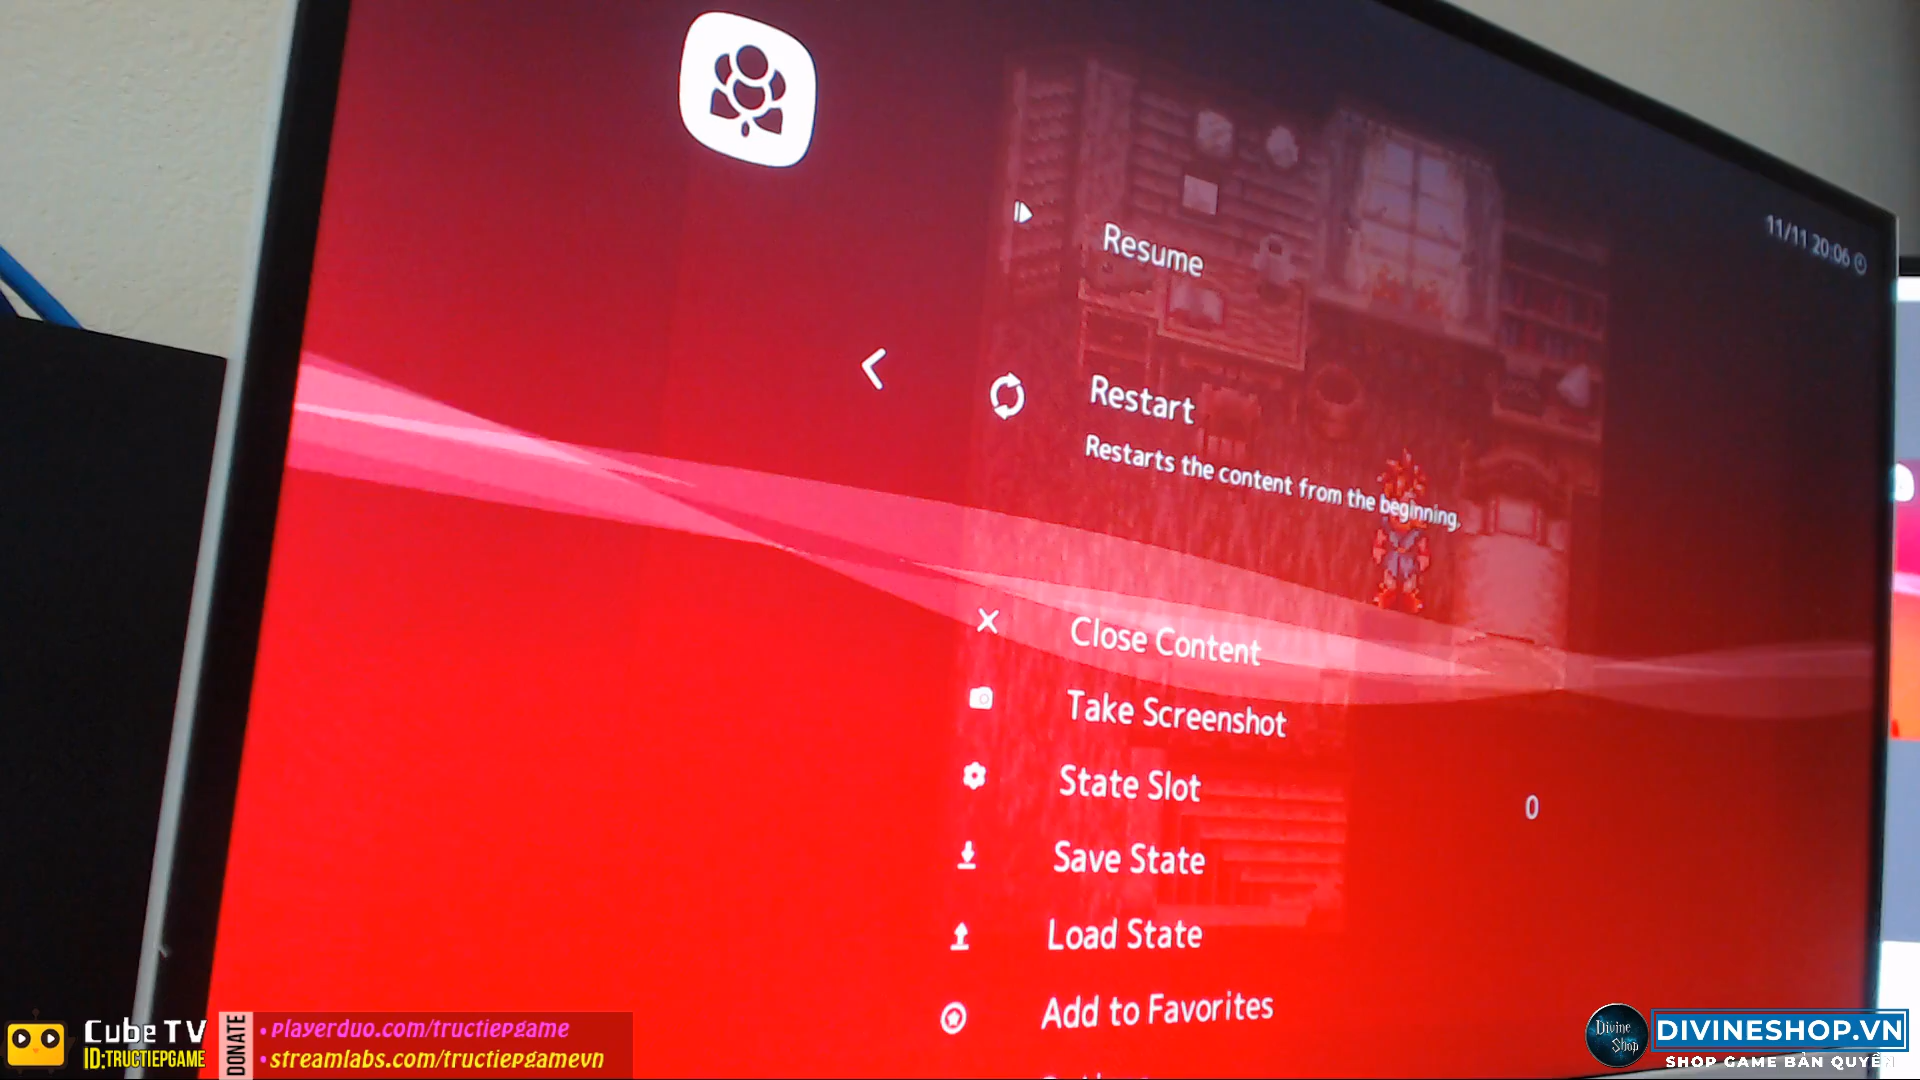 11/11 20:06
Resume
Restart
Restarts the content from the beginning.
Close Content
Take Screenshot
State Slot
0
Save State
Load State
Add to Favorites
Cube TV
ID:TRUCTIEPGAME
DONATE
• playerduo.com/tructiepgame
• streamlabs.com/tructiepgamevn
Divine
Shop
DIVINESHOP.VN
SHOP GAME BẢN QUYỀN